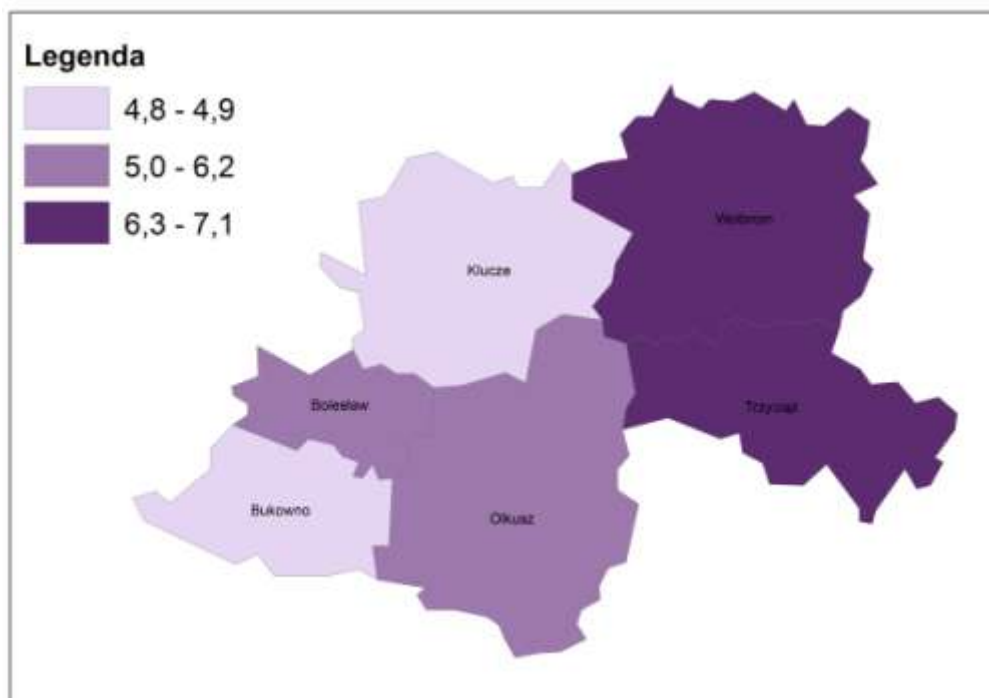 Legenda
4,8 - 4,9
5,0 - 6,2
6,3 - 7,1
Wolbrom
Klucze
Bolesław
Trzyciąż
Bukowno
Olkusz